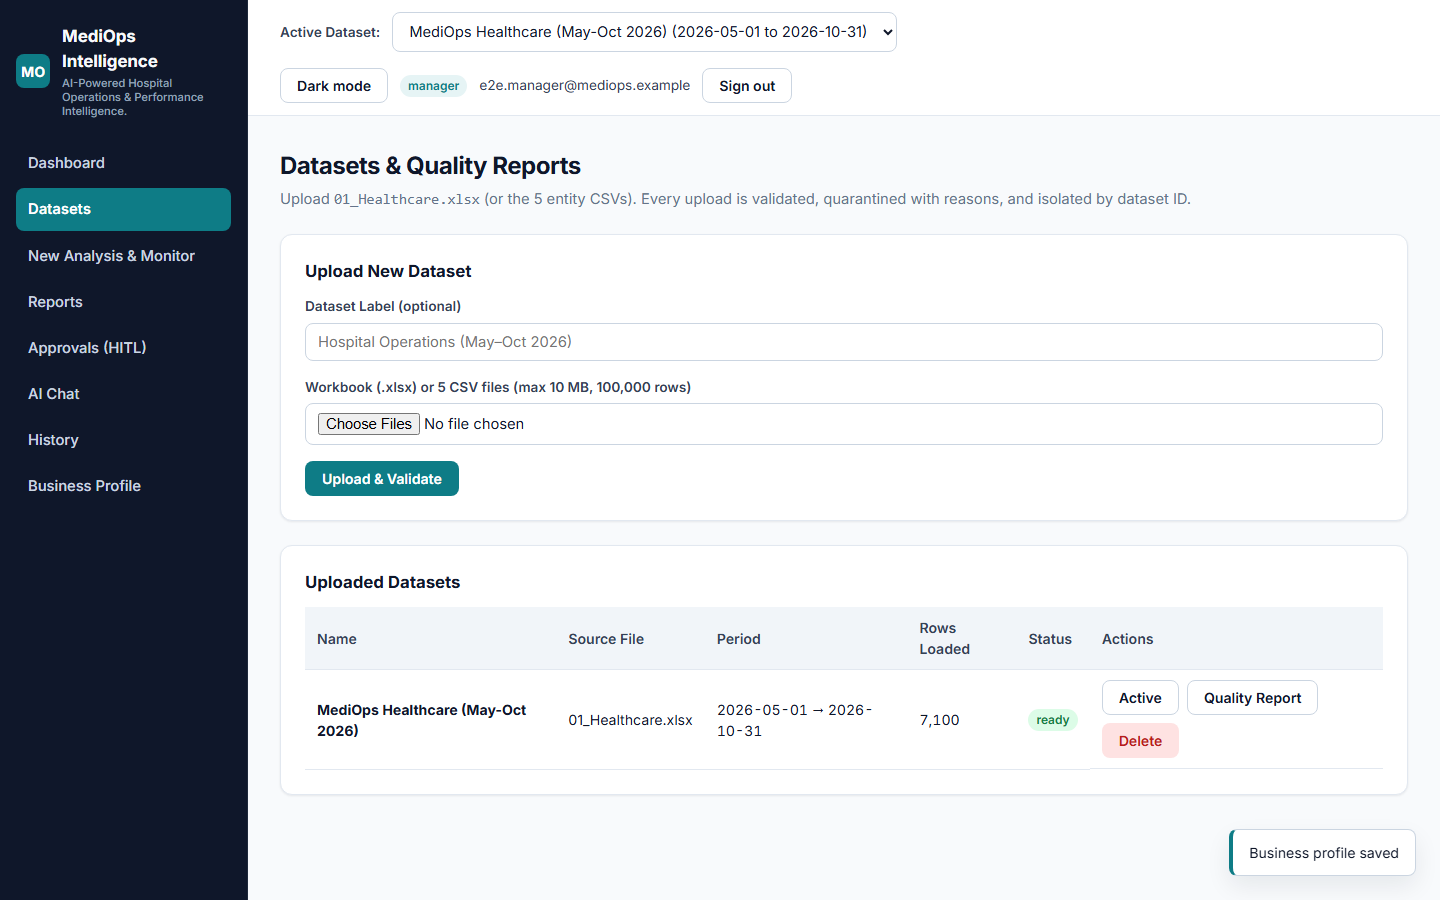 MO
MediOps
Intelligence
AI-Powered Hospital
Operations & Performance
Intelligence.
Dashboard
Datasets
New Analysis & Monitor
Reports
Approvals (HITL)
AI Chat
History
Business Profile
Active Dataset: MediOps Healthcare (May-Oct 2026) (2026-05-01 to 2026-10-31)
Dark mode manager e2e.manager@mediops.example Sign out
Datasets & Quality Reports
Upload 01_Healthcare.xlsx (or the 5 entity CSVs). Every upload is validated, quarantined with reasons, and isolated by dataset ID.
Upload New Dataset
Dataset Label (optional)
Hospital Operations (May–Oct 2026)
Workbook (.xlsx) or 5 CSV files (max 10 MB, 100,000 rows)
Choose Files No file chosen
Upload & Validate
Uploaded Datasets
Name Source File Period Rows Loaded Status Actions
MediOps Healthcare (May-Oct 2026) 01_Healthcare.xlsx 2026-05-01 → 2026-10-31 7,100 ready Active Quality Report
Delete
Business profile saved